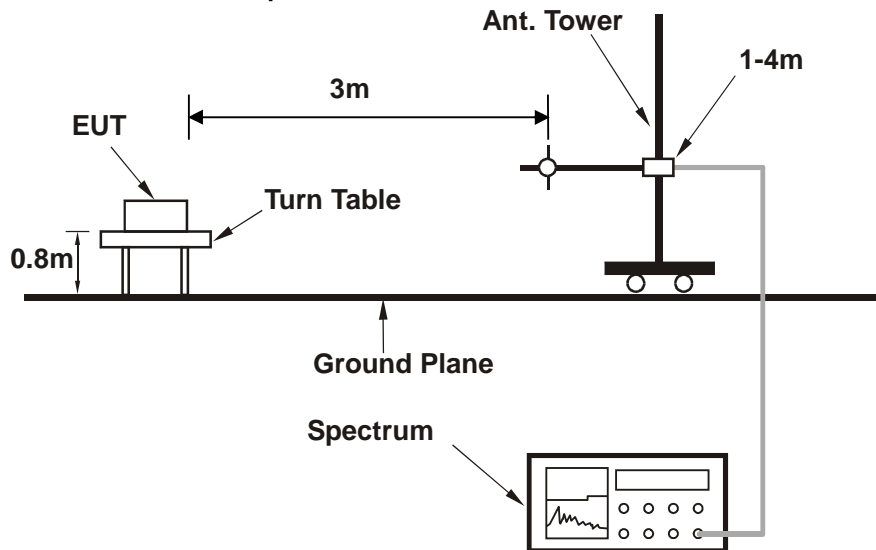 Ant. Tower
1-4m
3m
EUT
Turn Table
0.8m
Ground Plane
Spectrum